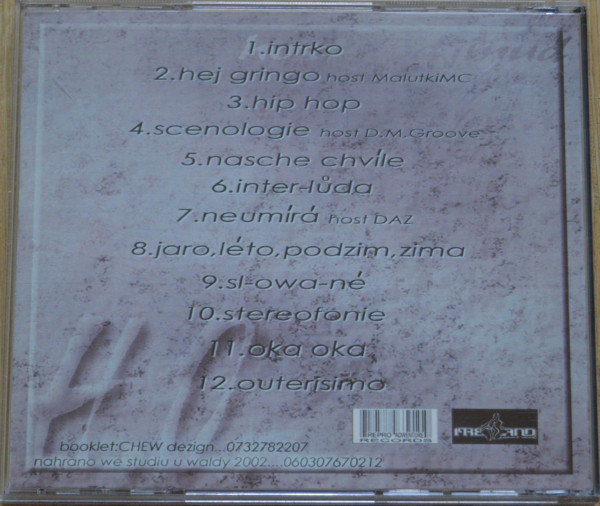 1.intrko
2.hej gringo host MalutkiMC
3.hip hop
4.scenologie host D.M.Groove
5.nasche chvíle
6.inter-lůda
7.neumírá host DAZ
8.jaro,léto,podzim,zima
9.sl-owa-né
10.stereofonie
11.oka oka
12.outerisimo
RECORDS
booklet:CHEW dezign...0732782207
nahráno we studiu u waldy 2002....060307670212